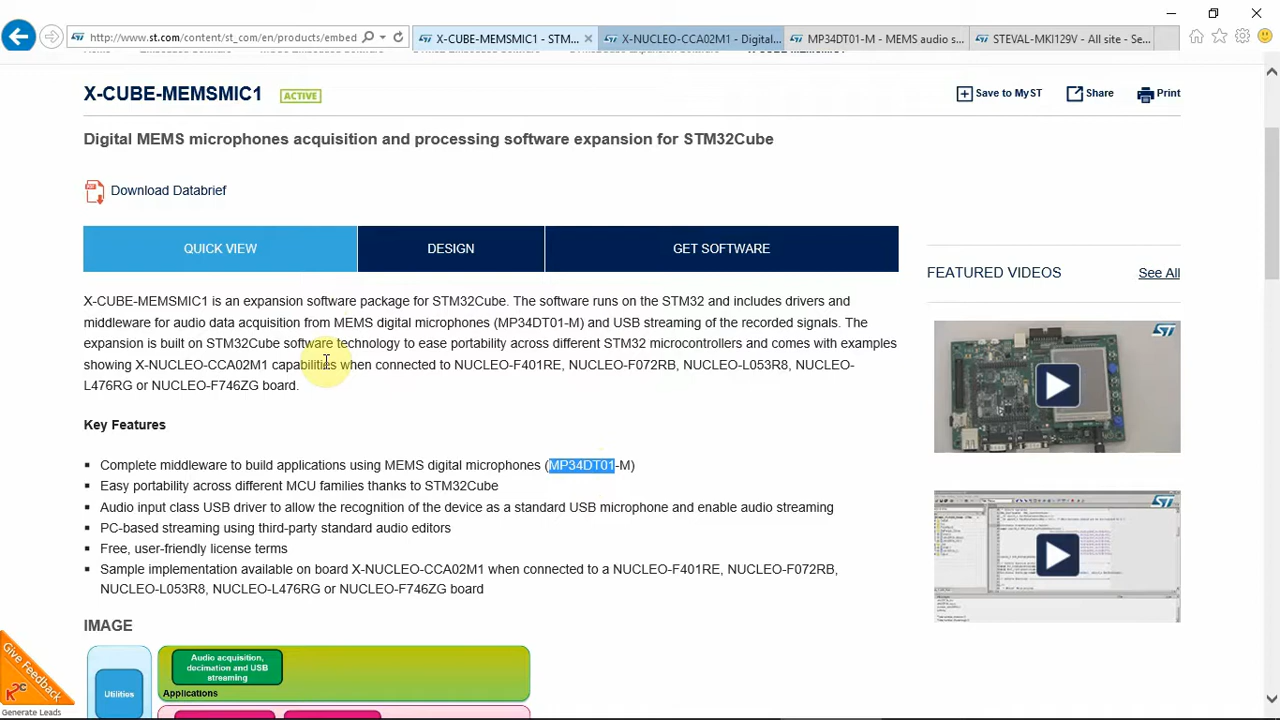 http://www.st.com/content/st_com/en/products/embed
X-CUBE-MEMSMIC1 - STM...
X-NUCLEO-CCA02M1 - Digital...
MP34DT01-M - MEMS audio s...
STEVAL-MKI129V - All site - Se...
X-CUBE-MEMSMIC1
ACTIVE
Save to MyST
Share
Print
Digital MEMS microphones acquisition and processing software expansion for STM32Cube
Download Databrief
QUICK VIEW
DESIGN
GET SOFTWARE
FEATURED VIDEOS
See All
X-CUBE-MEMSMIC1 is an expansion software package for STM32Cube. The software runs on the STM32 and includes drivers and
middleware for audio data acquisition from MEMS digital microphones (MP34DT01-M) and USB streaming of the recorded signals. The
expansion is built on STM32Cube software technology to ease portability across different STM32 microcontrollers and comes with examples
showing X-NUCLEO-CCA02M1 capabilities when connected to NUCLEO-F401RE, NUCLEO-F072RB, NUCLEO-L053R8, NUCLEO-
L476RG or NUCLEO-F746ZG board.
Key Features
Complete middleware to build applications using MEMS digital microphones (MP34DT01-M)
Easy portability across different MCU families thanks to STM32Cube
Audio input class USB driver to allow the recognition of the device as a standard USB microphone and enable audio streaming
PC-based streaming using third-party standard audio editors
Free, user-friendly license terms
Sample implementation available on board X-NUCLEO-CCA02M1 when connected to a NUCLEO-F401RE, NUCLEO-F072RB,
NUCLEO-L053R8, NUCLEO-L476RG or NUCLEO-F746ZG board
IMAGE
Audio acquisition,
decimation and USB
streaming
Utilities
Applications
Give Feedback
Generate Leads